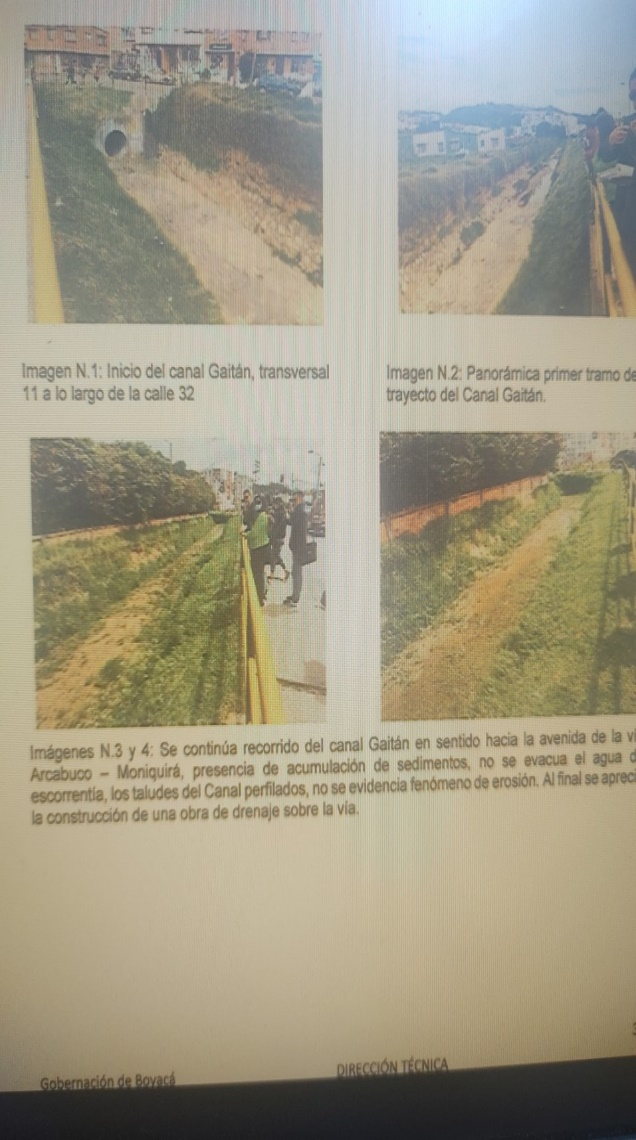 Imagen N.1: Inicio del canal Gaitán, transversal
11 a lo largo de la calle 32
Imagen N.2: Panorámica primer tramo de
trayecto del Canal Gaitán.
Imágenes N.3 y 4: Se continúa recorrido del canal Gaitán en sentido hacia la avenida de la
Arcabuco – Moniquirá, presencia de acumulación de sedimentos, no se evacua el agua
escorrentía, los taludes del Canal perfilados, no se evidencia fenómeno de erosión. Al final se
la construcción de una obra de drenaje sobre la vía.
Gobernación de Boyacá
DIRECCIÓN TÉCNICA